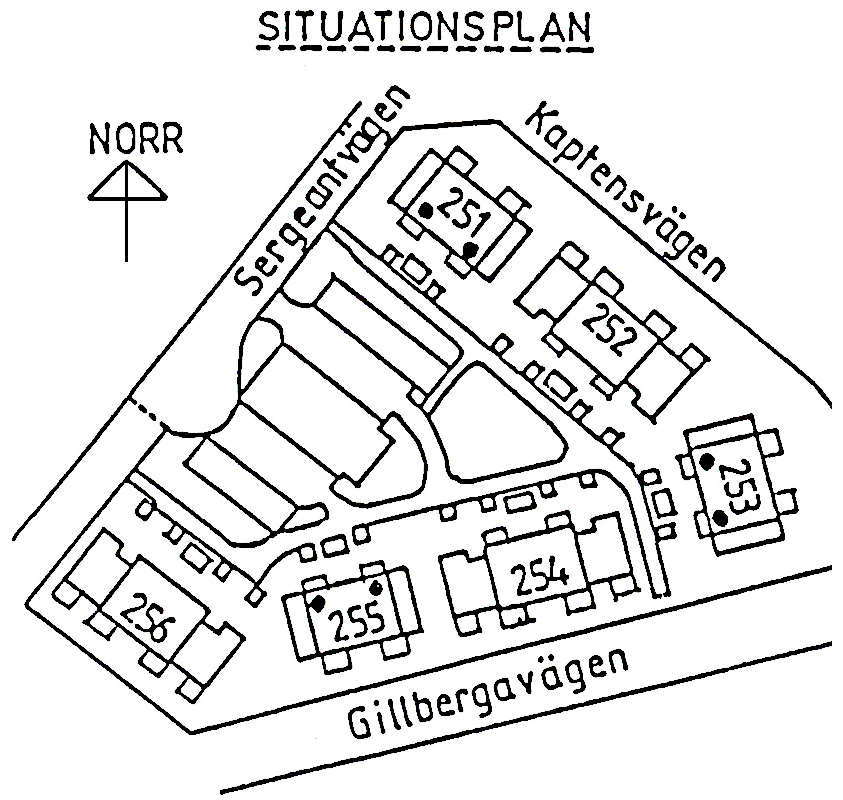 SITUATIONSPLAN
NORR
Sergeantvägen
Kaptensvägen
251
252
253
254
255
256
Gillbergavägen